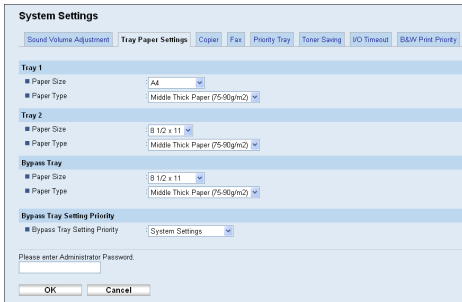 System Settings
Sound Volume Adjustment Tray Paper Settings Copier Fax Priority Tray Toner Saving I/O Timeout B&W Print Priority
Tray 1
Paper Size : A4
Paper Type : Middle Thick Paper (75-90g/m2)
Tray 2
Paper Size : 8 1/2 x 11
Paper Type : Middle Thick Paper (75-90g/m2)
Bypass Tray
Paper Size : 8 1/2 x 11
Paper Type : Middle Thick Paper (75-90g/m2)
Bypass Tray Setting Priority
Bypass Tray Setting Priority : System Settings
Please enter Administrator Password.
OK Cancel